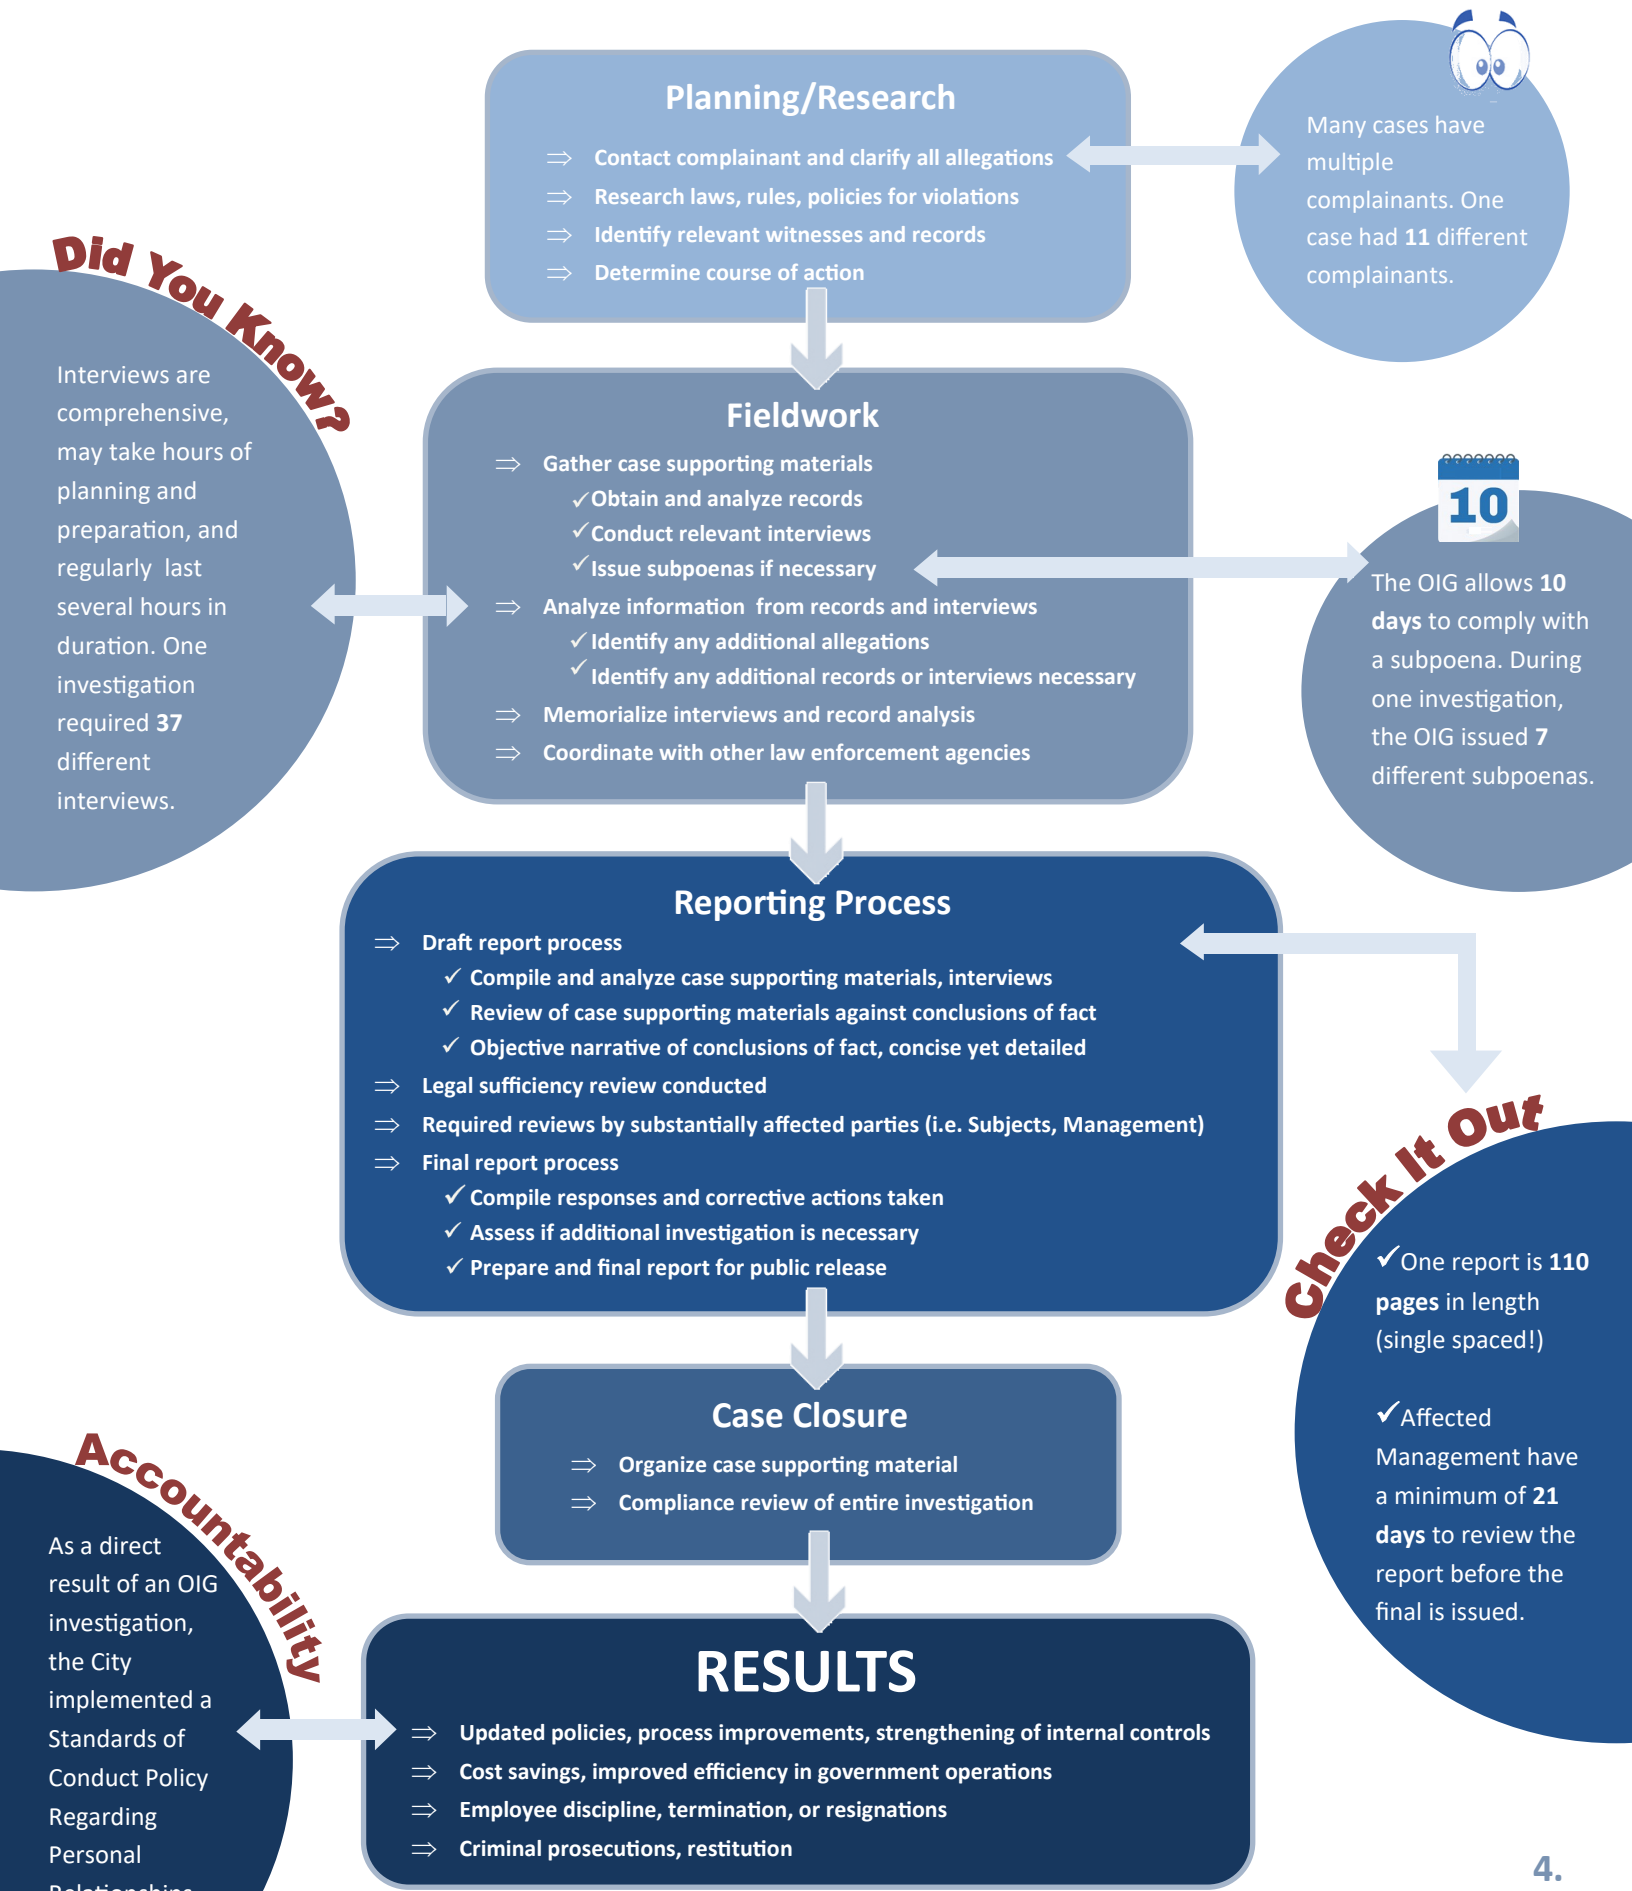 Planning/Research
⇒ Contact complainant and clarify all allegations
⇒ Research laws, rules, policies for violations
⇒ Identify relevant witnesses and records
⇒ Determine course of action
Many cases have
multiple
complainants. One
case had 11 different
complainants.
Did You Know?
Interviews are
comprehensive,
may take hours of
planning and
preparation, and
regularly last
several hours in
duration. One
investigation
required 37
different
interviews.
Fieldwork
⇒ Gather case supporting materials
✓Obtain and analyze records
✓Conduct relevant interviews
✓Issue subpoenas if necessary
⇒ Analyze information from records and interviews
✓Identify any additional allegations
✓Identify any additional records or interviews necessary
⇒ Memorialize interviews and record analysis
⇒ Coordinate with other law enforcement agencies
10
The OIG allows 10
days to comply with
a subpoena. During
one investigation,
the OIG issued 7
different subpoenas.
Reporting Process
⇒ Draft report process
✓ Compile and analyze case supporting materials, interviews
✓ Review of case supporting materials against conclusions of fact
✓ Objective narrative of conclusions of fact, concise yet detailed
⇒ Legal sufficiency review conducted
⇒ Required reviews by substantially affected parties (i.e. Subjects, Management)
⇒ Final report process
✓ Compile responses and corrective actions taken
✓ Assess if additional investigation is necessary
✓ Prepare and final report for public release
Check It Out
✓One report is 110
pages in length
(single spaced!)
✓Affected
Management have
a minimum of 21
days to review the
report before the
final is issued.
Case Closure
⇒ Organize case supporting material
⇒ Compliance review of entire investigation
Accountability
As a direct
result of an OIG
investigation,
the City
implemented a
Standards of
Conduct Policy
Regarding
Personal
Relationships
RESULTS
⇒ Updated policies, process improvements, strengthening of internal controls
⇒ Cost savings, improved efficiency in government operations
⇒ Employee discipline, termination, or resignations
⇒ Criminal prosecutions, restitution
4.